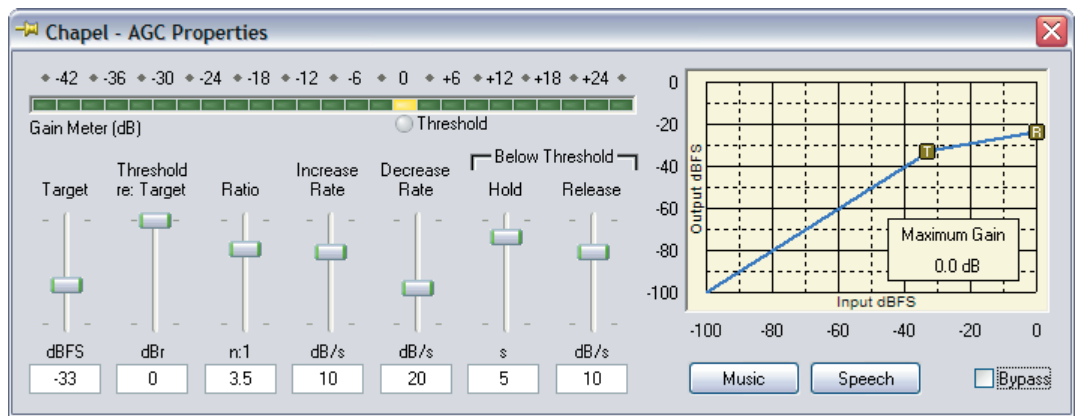 Chapel - AGC Properties
-42 -36 -30 -24 -18 -12 -6 0 +6 +12 +18 +24
Gain Meter (dB)
Threshold
Below Threshold
Target
Threshold re: Target
Ratio
Increase Rate
Decrease Rate
Hold
Release
dBFS
dBr
n:1
dB/s
dB/s
s
dB/s
-33
0
3.5
10
20
5
10
0
-20
-40
-60
-80
-100
Output dBFS
T
R
Maximum Gain
0.0 dB
Input dBFS
-100 -80 -60 -40 -20 0
Music
Speech
Bypass